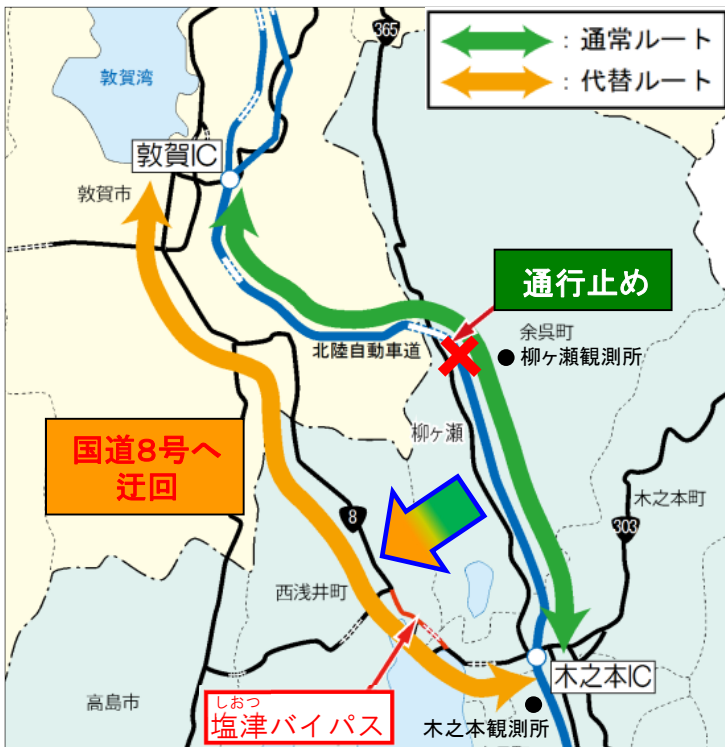 365
：通常ルート
：代替ルート
敦賀湾
敦賀IC
敦賀市
通行止め
余呉町
北陸自動車道
柳ヶ瀬観測所
柳ヶ瀬
国道8号へ
迂回
木之本町
8
303
西浅井町
木之本IC
高島市
しおつ
塩津バイパス
木之本観測所